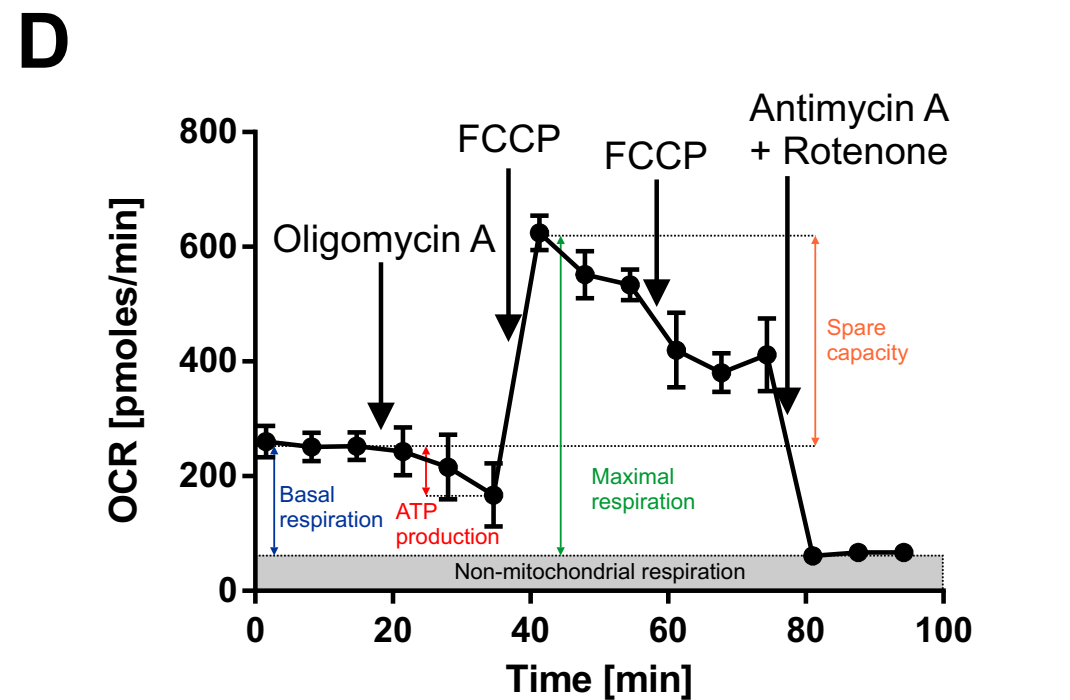 D
Antimycin A
+ Rotenone
FCCP
FCCP
Oligomycin A
OCR [pmoles/min]
800
600
400
200
0
Spare
capacity
Maximal
respiration
Basal
respiration
ATP
production
Non-mitochondrial respiration
0 20 40 60 80 100
Time [min]